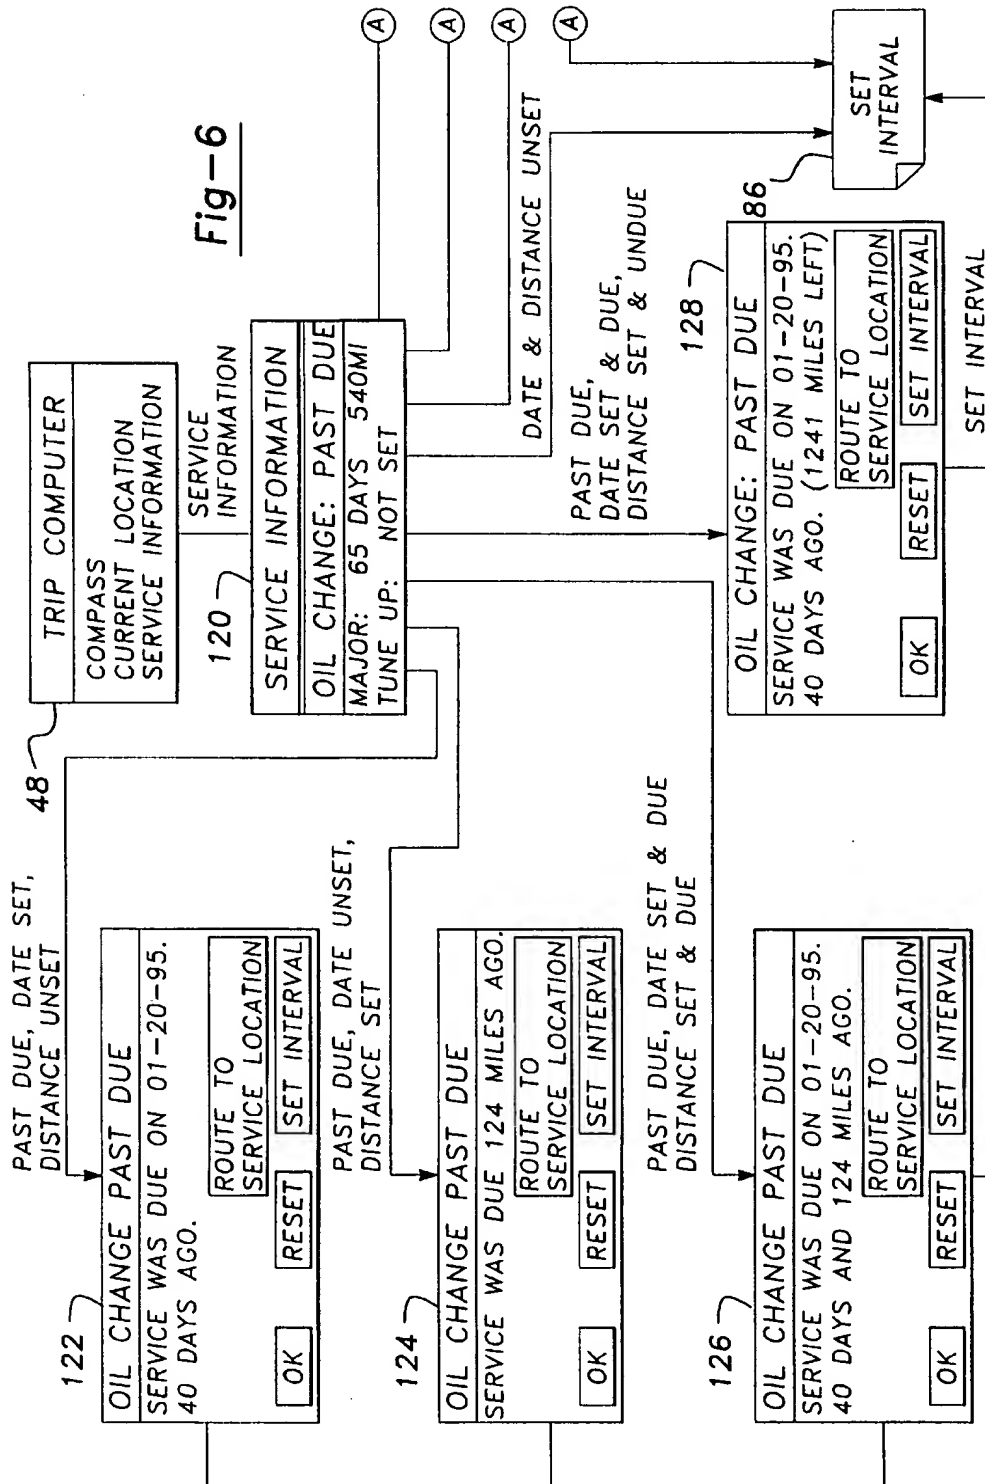 Fig-6
48
TRIP COMPUTER
COMPASS
CURRENT LOCATION
SERVICE INFORMATION
SERVICE
INFORMATION
120
SERVICE INFORMATION
OIL CHANGE: PAST DUE
MAJOR: 65 DAYS 540MI
TUNE UP: NOT SET
A
A
A
A
PAST DUE, DATE SET,
DISTANCE UNSET
122
OIL CHANGE PAST DUE
SERVICE WAS DUE ON 01-20-95.
40 DAYS AGO.
ROUTE TO
SERVICE LOCATION
OK
RESET
SET INTERVAL
PAST DUE, DATE UNSET,
DISTANCE SET
124
OIL CHANGE PAST DUE
SERVICE WAS DUE 124 MILES AGO.
ROUTE TO
SERVICE LOCATION
OK
RESET
SET INTERVAL
PAST DUE, DATE SET & DUE
DISTANCE SET & DUE
126
OIL CHANGE PAST DUE
SERVICE WAS DUE ON 01-20-95.
40 DAYS AND 124 MILES AGO.
ROUTE TO
SERVICE LOCATION
OK
RESET
SET INTERVAL
PAST DUE,
DATE SET & DUE,
DISTANCE SET & UNDUE
128
OIL CHANGE: PAST DUE
SERVICE WAS DUE ON 01-20-95.
40 DAYS AGO. (1241 MILES LEFT)
ROUTE TO
SERVICE LOCATION
OK
RESET
SET INTERVAL
DATE & DISTANCE UNSET
86
SET
INTERVAL
SET INTERVAL